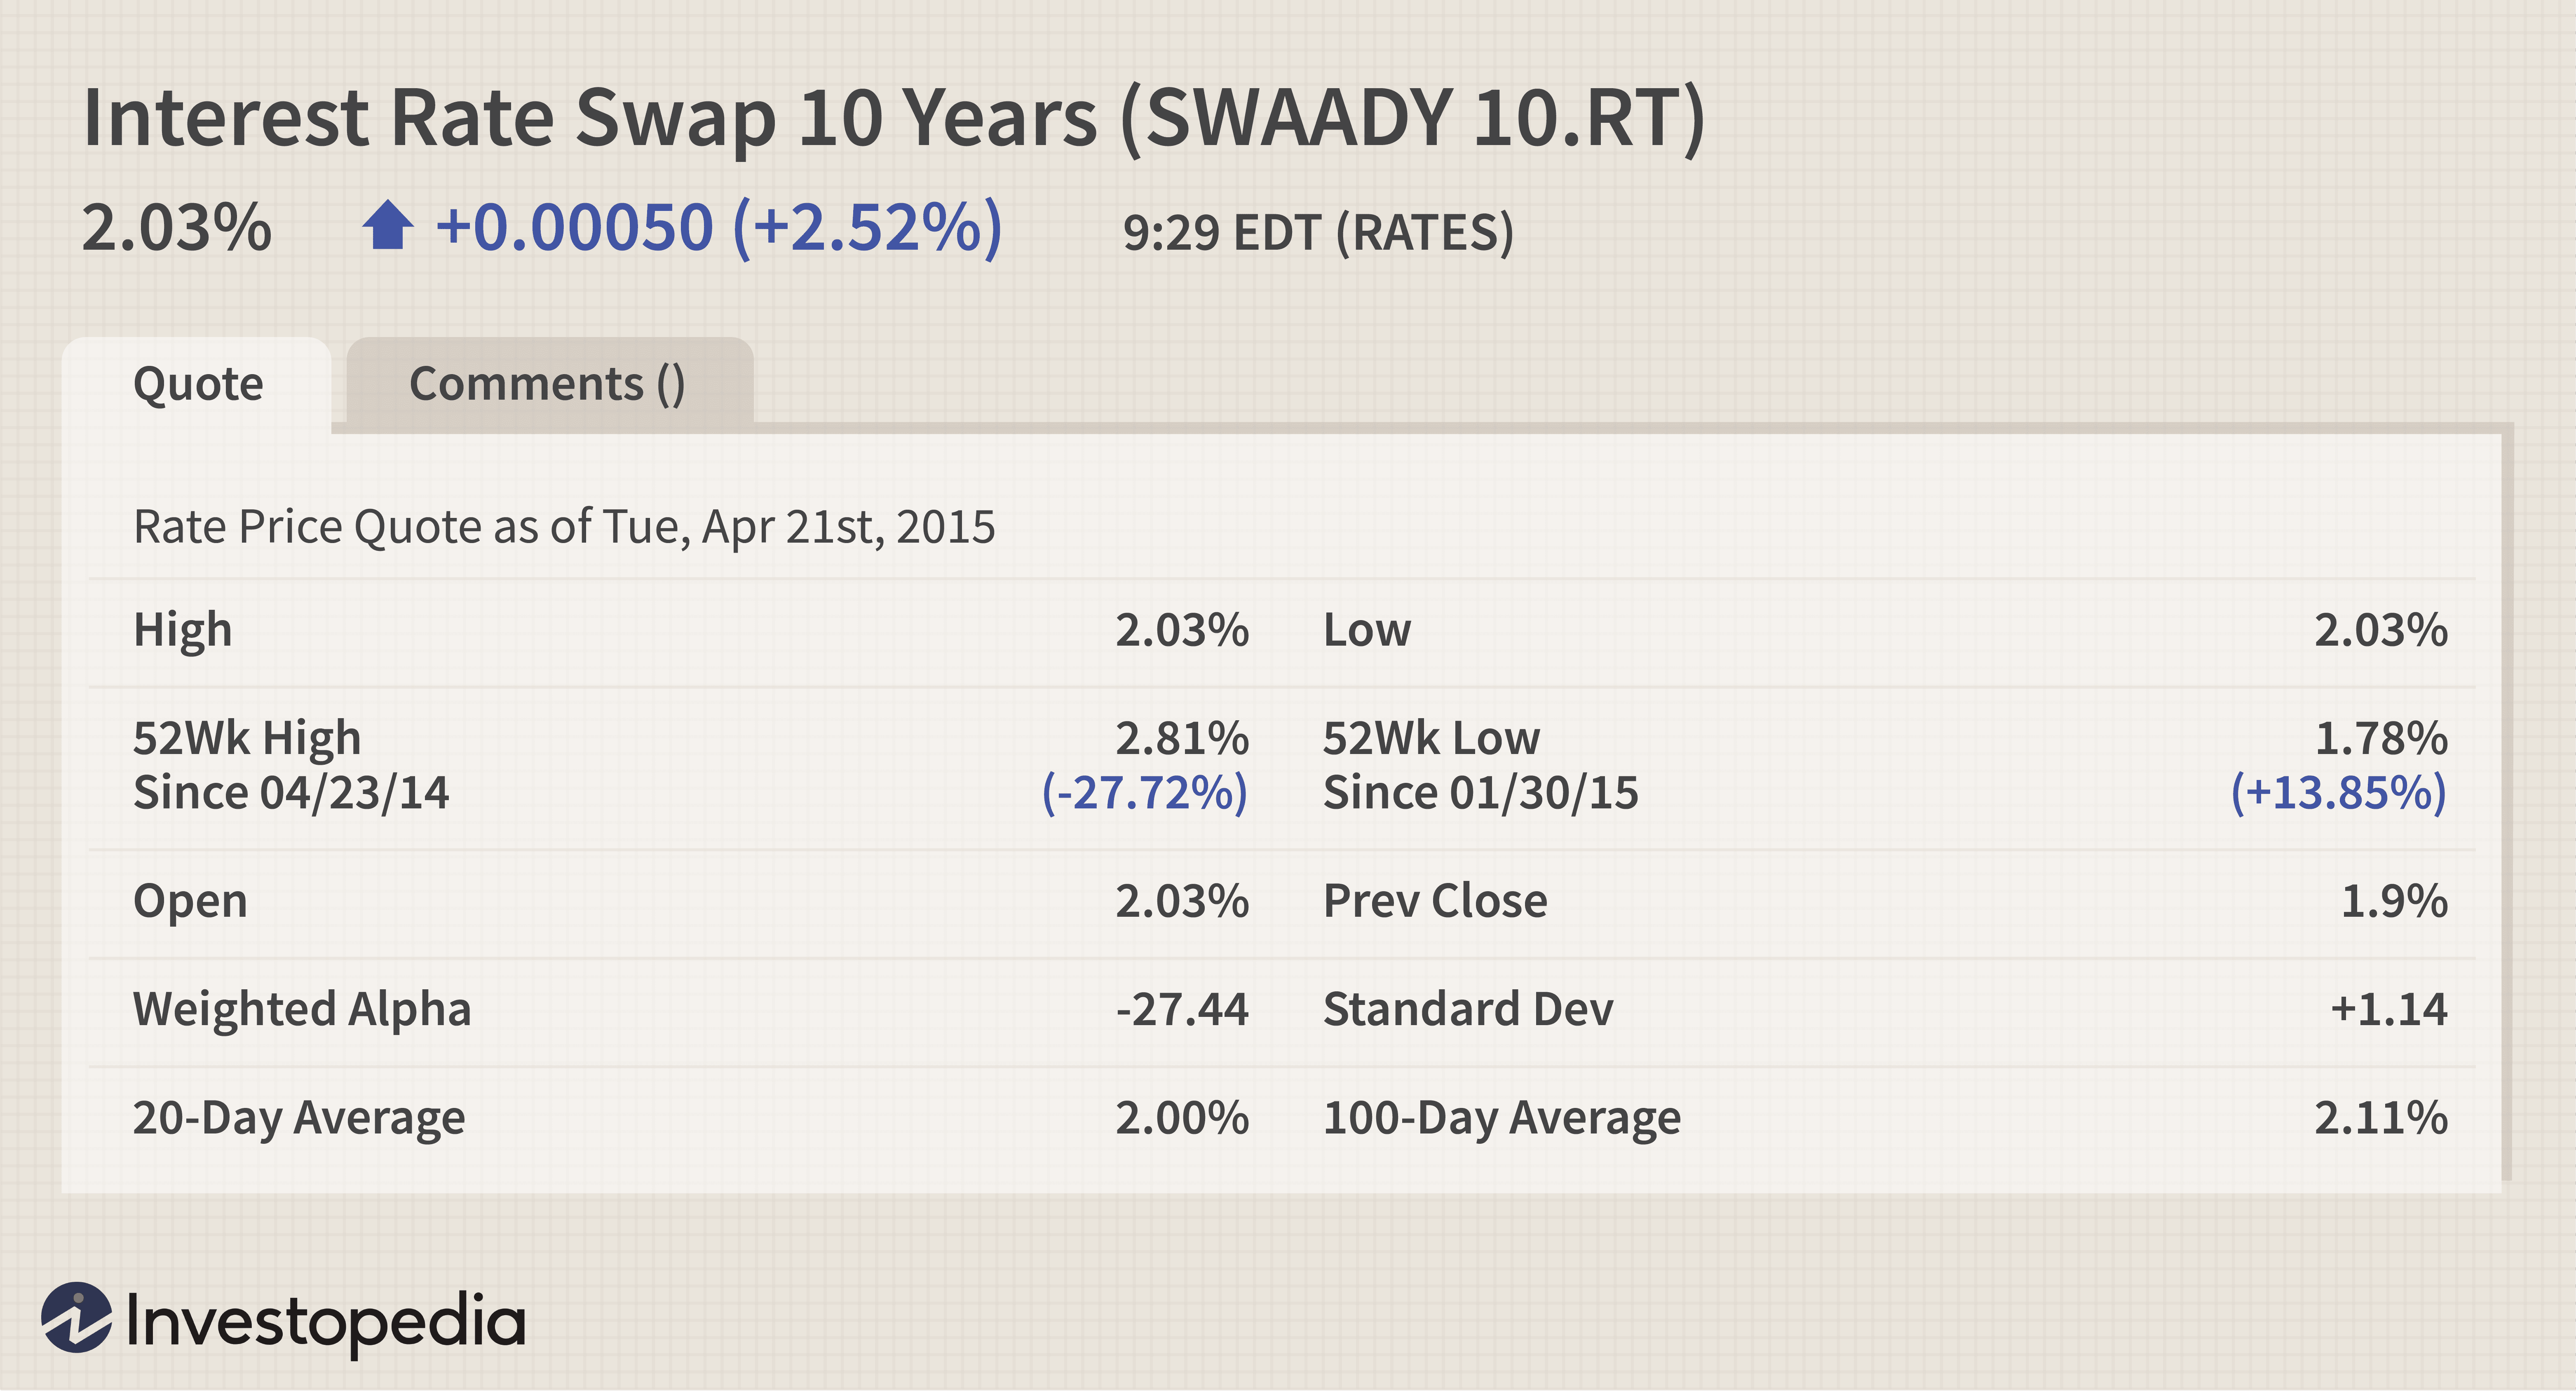 Interest Rate Swap 10 Years (SWAADY 10.RT)
2.03% +0.00050 (+2.52%) 9:29 EDT (RATES)
Quote Comments ()
Rate Price Quote as of Tue, Apr 21st, 2015
High 2.03% Low 2.03%
52Wk High 2.81% 52Wk Low 1.78%
Since 04/23/14 (-27.72%) Since 01/30/15 (+13.85%)
Open 2.03% Prev Close 1.9%
Weighted Alpha -27.44 Standard Dev +1.14
20-Day Average 2.00% 100-Day Average 2.11%
Investopedia